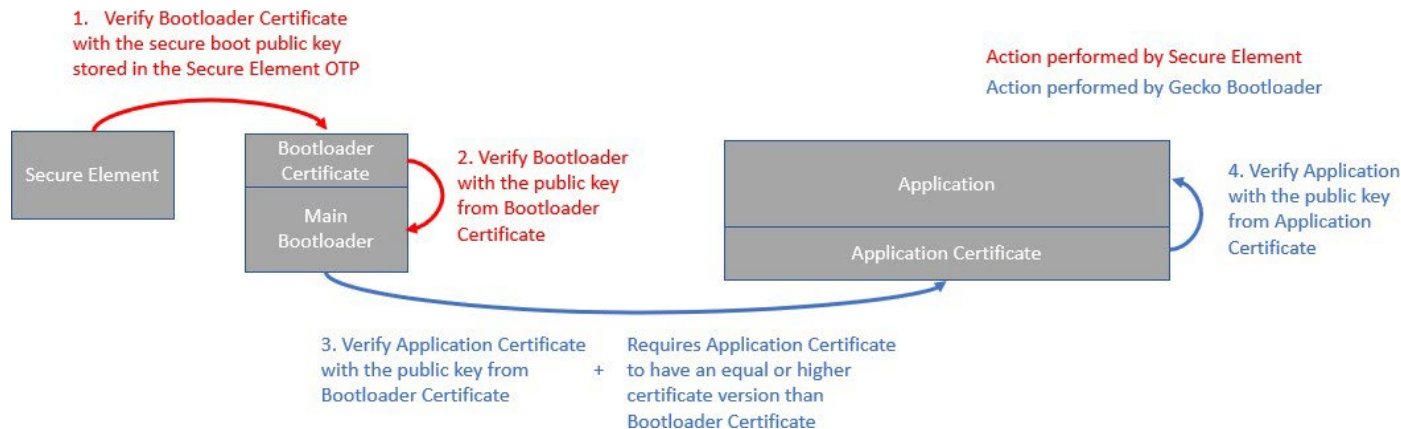 1. Verify Bootloader Certificate
with the secure boot public key
stored in the Secure Element OTP
Action performed by Secure Element
Action performed by Gecko Bootloader
Secure Element
Bootloader
Certificate
Main
Bootloader
2. Verify Bootloader
with the public key
from Bootloader
Certificate
Application
Application Certificate
4. Verify Application
with the public key
from Application
Certificate
3. Verify Application Certificate
with the public key from
Bootloader Certificate
+
Requires Application Certificate
to have an equal or higher
certificate version than
Bootloader Certificate